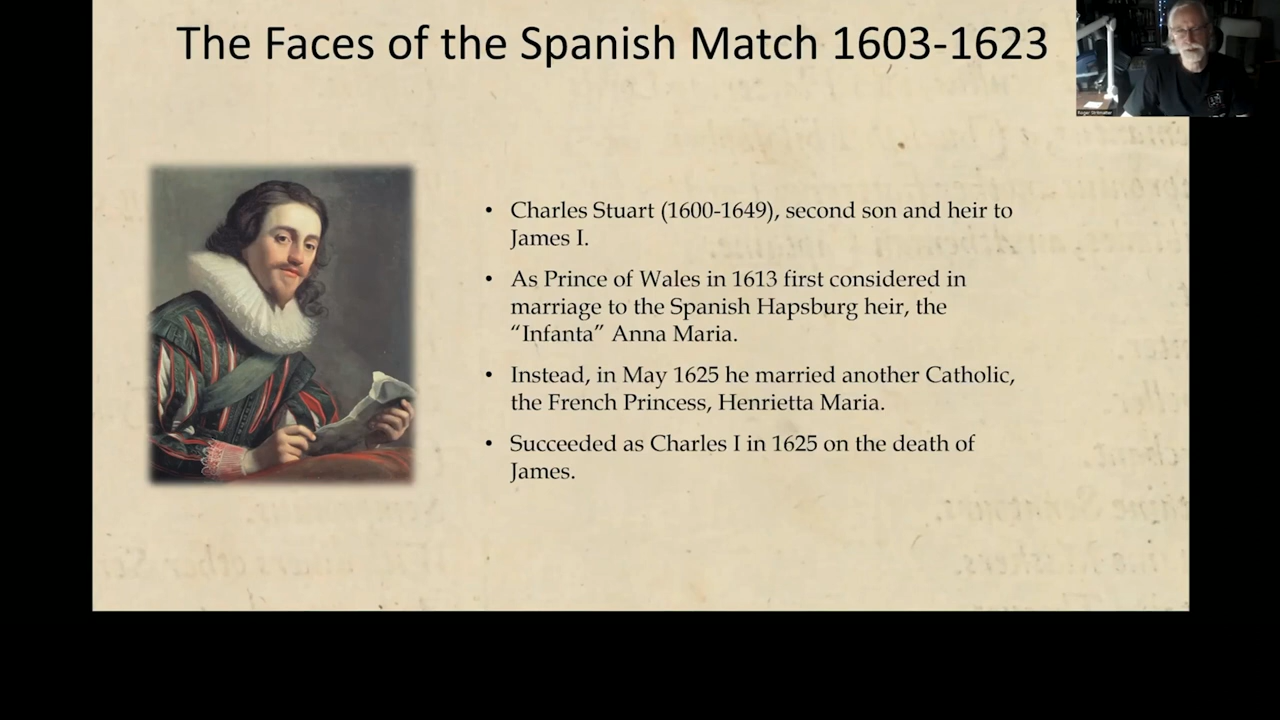 The Faces of the Spanish Match 1603-1623
• Charles Stuart (1600-1649), second son and heir to
James I.
• As Prince of Wales in 1613 first considered in
marriage to the Spanish Hapsburg heir, the
“Infanta” Anna Maria.
• Instead, in May 1625 he married another Catholic,
the French Princess, Henrietta Maria.
• Succeeded as Charles I in 1625 on the death of
James.